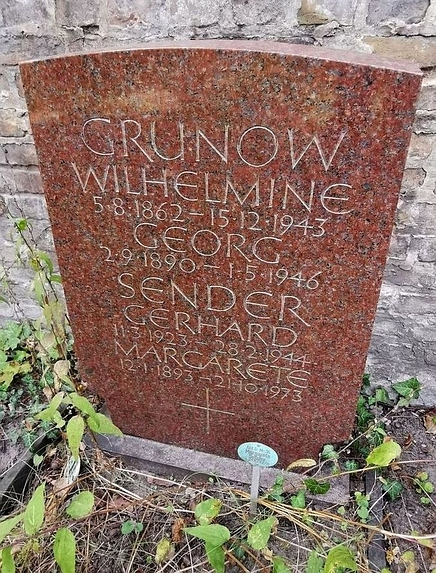 GRUNOW
WILHELMINE
5·8·1862–15·12·1943
GEORG
2·9·1890–1·5·1946
SENDER
GERHARD
11·3·1923–28·2·1944
MARGARETE
12·1·1893–21·10·1973